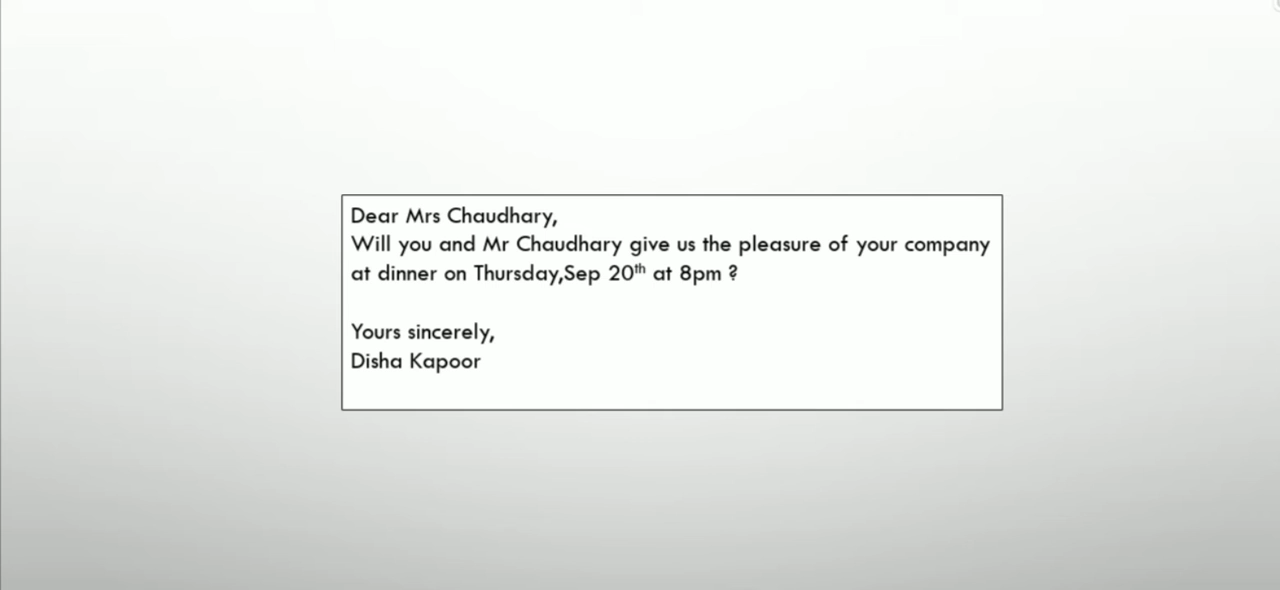 Dear Mrs Chaudhary,
Will you and Mr Chaudhary give us the pleasure of your company
at dinner on Thursday,Sep 20th at 8pm ?
Yours sincerely,
Disha Kapoor